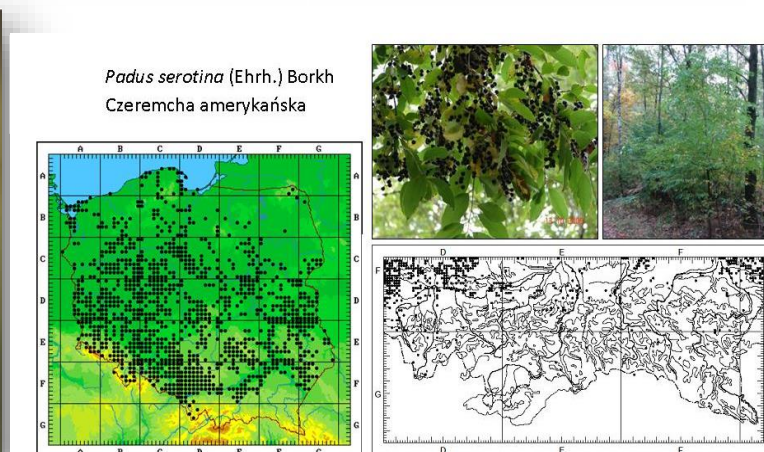 Padus serotina (Ehrh.) Borkh
Czeremcha amerykańska
A B C D E F G
A A
B B
C C
D D
E E
F F
G G
A B C D E F G
D E F
F
G
D E F